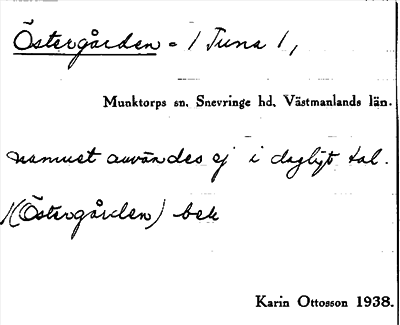 Östergården = 1 Tuna 1,
Munktorps sn. Snevringe hd. Västmanlands län.
namnet användes ej i dagligt tal.
1(Östergården) bek
Karin Ottosson 1938.